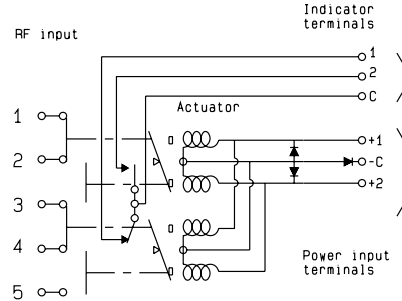 Indicator
terminals
RF input
1
2
C
Actuator
1
2
3
4
5
+1
-C
+2
Power input
terminals